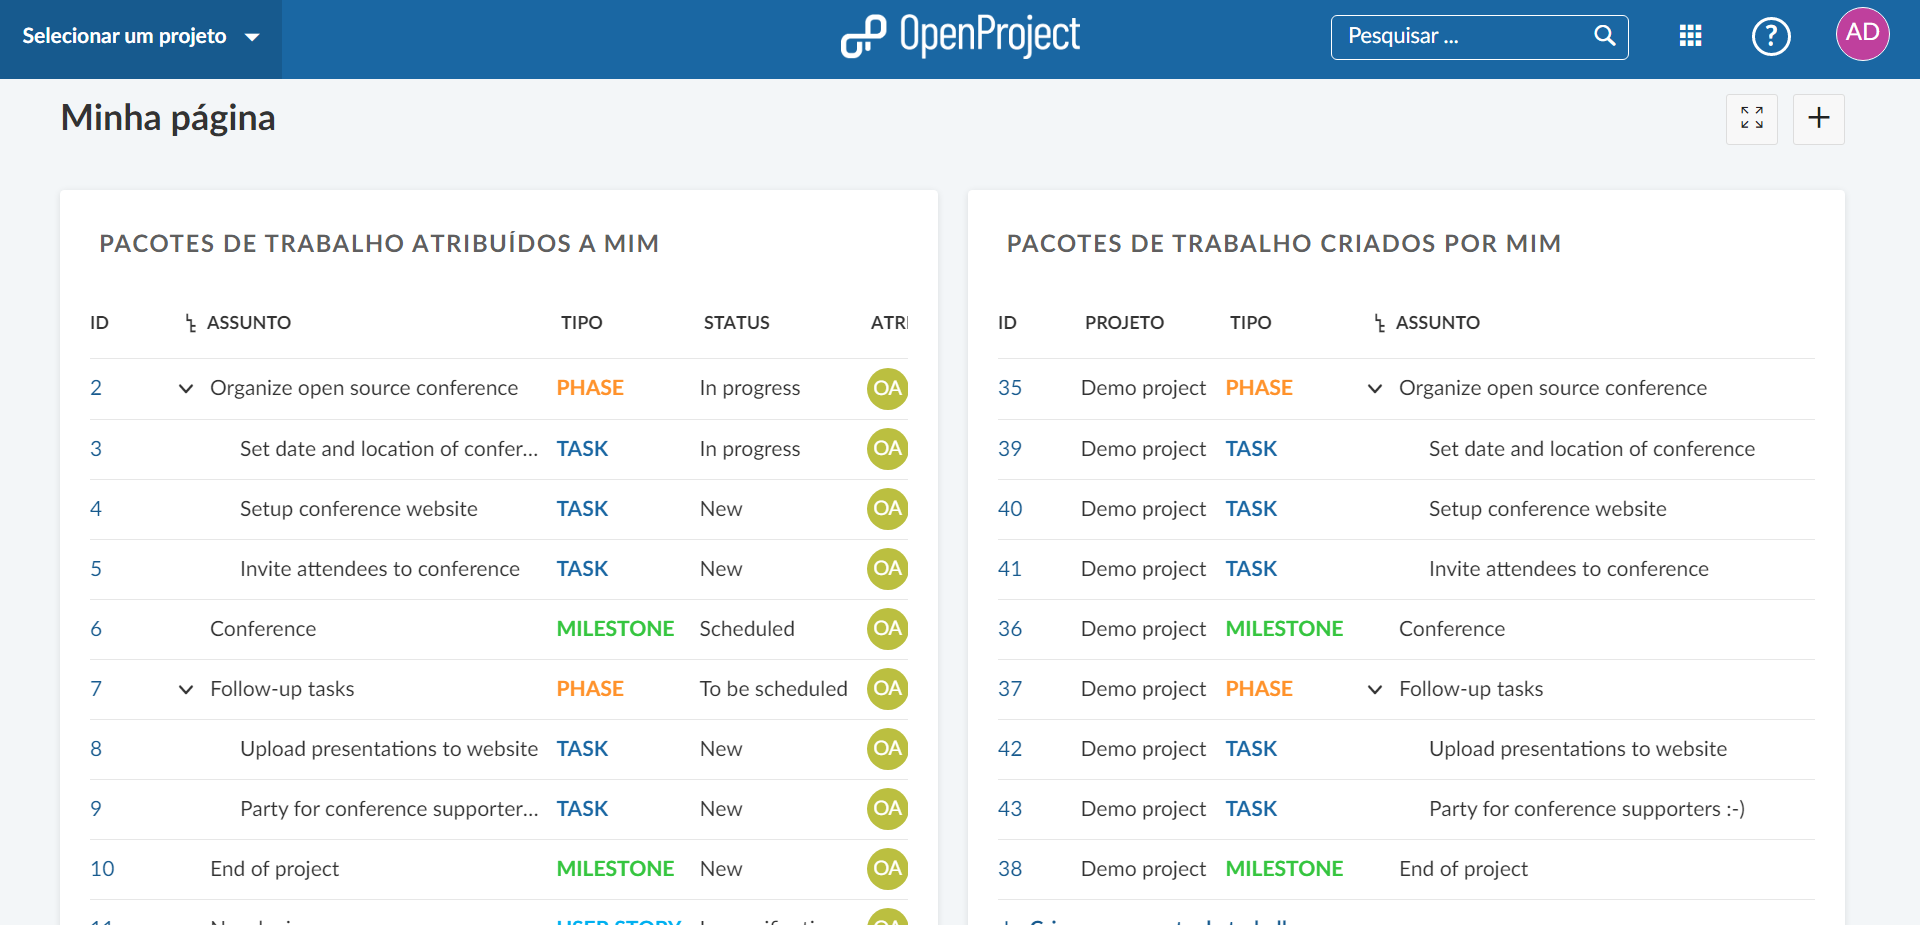 Selecionar um projeto
OpenProject
Pesquisar ...
?
AD
Minha página
PACOTES DE TRABALHO ATRIBUÍDOS A MIM
ID ASSUNTO TIPO STATUS ATRI
2 Organize open source conference PHASE In progress OA
3 Set date and location of confer... TASK In progress OA
4 Setup conference website TASK New OA
5 Invite attendees to conference TASK New OA
6 Conference MILESTONE Scheduled OA
7 Follow-up tasks PHASE To be scheduled OA
8 Upload presentations to website TASK New OA
9 Party for conference supporter... TASK New OA
10 End of project MILESTONE New OA
PACOTES DE TRABALHO CRIADOS POR MIM
ID PROJETO TIPO ASSUNTO
35 Demo project PHASE Organize open source conference
39 Demo project TASK Set date and location of conference
40 Demo project TASK Setup conference website
41 Demo project TASK Invite attendees to conference
36 Demo project MILESTONE Conference
37 Demo project PHASE Follow-up tasks
42 Demo project TASK Upload presentations to website
43 Demo project TASK Party for conference supporters :-)
38 Demo project MILESTONE End of project